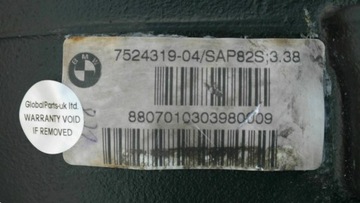 7524319-04/SAP82S;3.38
8807010303980009
GlobalParts-uk ltd.
WARRANTY VOID
IF REMOVED